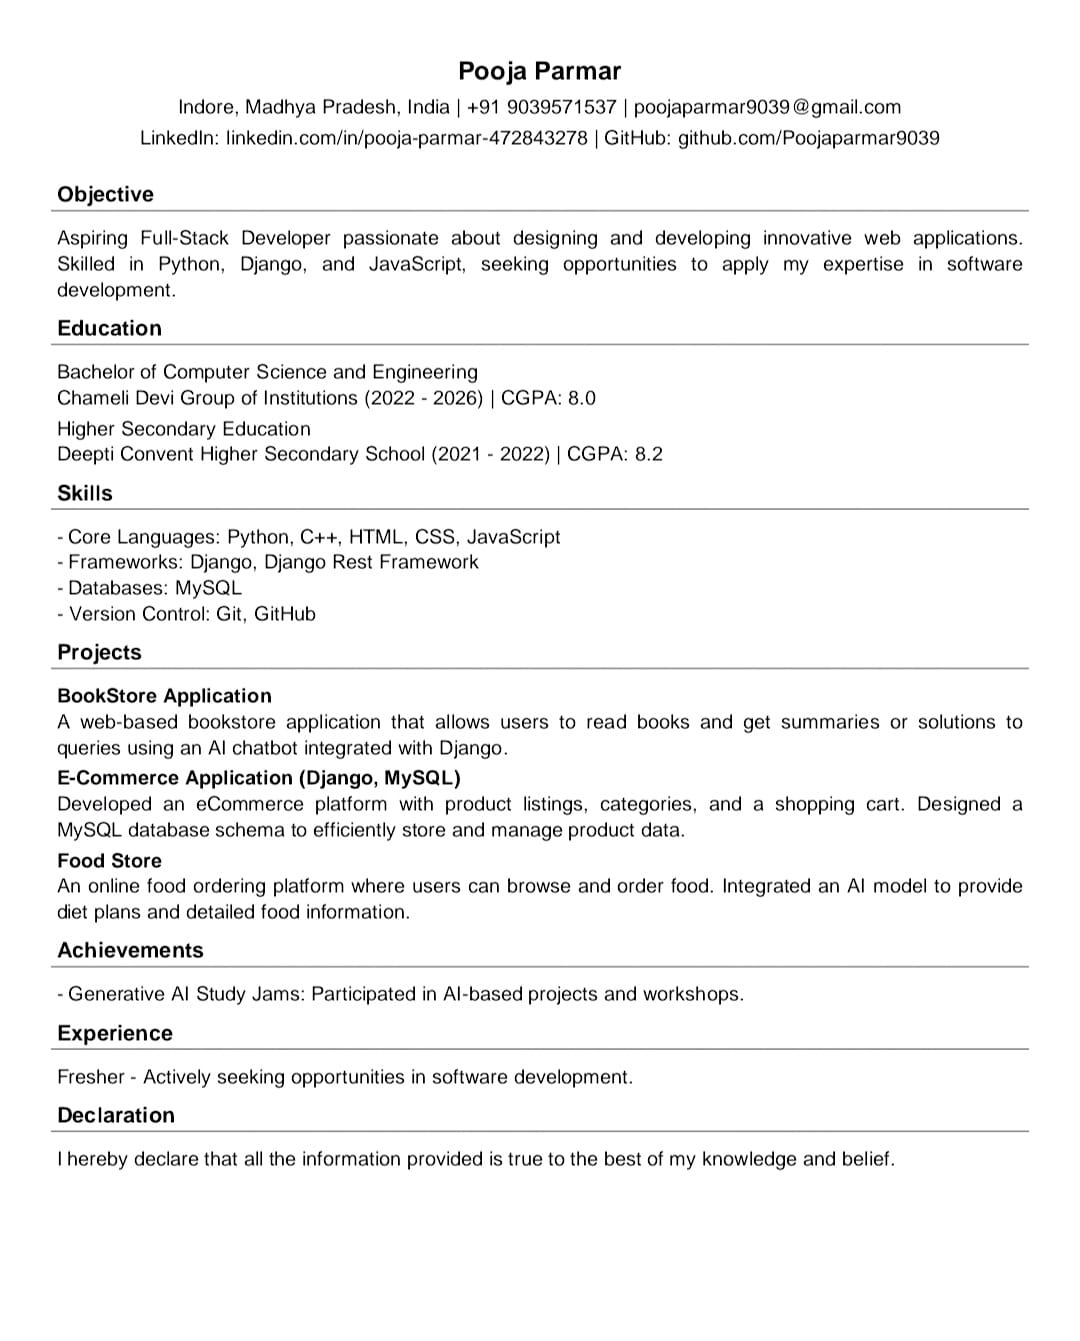 Pooja Parmar
Indore, Madhya Pradesh, India | +91 9039571537 | poojaparmar9039@gmail.com
LinkedIn: linkedin.com/in/pooja-parmar-472843278 | GitHub: github.com/Poojaparmar9039
Objective
Aspiring Full-Stack Developer passionate about designing and developing innovative web applications.
Skilled in Python, Django, and JavaScript, seeking opportunities to apply my expertise in software
development.
Education
Bachelor of Computer Science and Engineering
Chameli Devi Group of Institutions (2022 - 2026) | CGPA: 8.0
Higher Secondary Education
Deepti Convent Higher Secondary School (2021 - 2022) | CGPA: 8.2
Skills
- Core Languages: Python, C++, HTML, CSS, JavaScript
- Frameworks: Django, Django Rest Framework
- Databases: MySQL
- Version Control: Git, GitHub
Projects
BookStore Application
A web-based bookstore application that allows users to read books and get summaries or solutions to
queries using an AI chatbot integrated with Django.
E-Commerce Application (Django, MySQL)
Developed an eCommerce platform with product listings, categories, and a shopping cart. Designed a
MySQL database schema to efficiently store and manage product data.
Food Store
An online food ordering platform where users can browse and order food. Integrated an AI model to provide
diet plans and detailed food information.
Achievements
- Generative AI Study Jams: Participated in AI-based projects and workshops.
Experience
Fresher - Actively seeking opportunities in software development.
Declaration
I hereby declare that all the information provided is true to the best of my knowledge and belief.